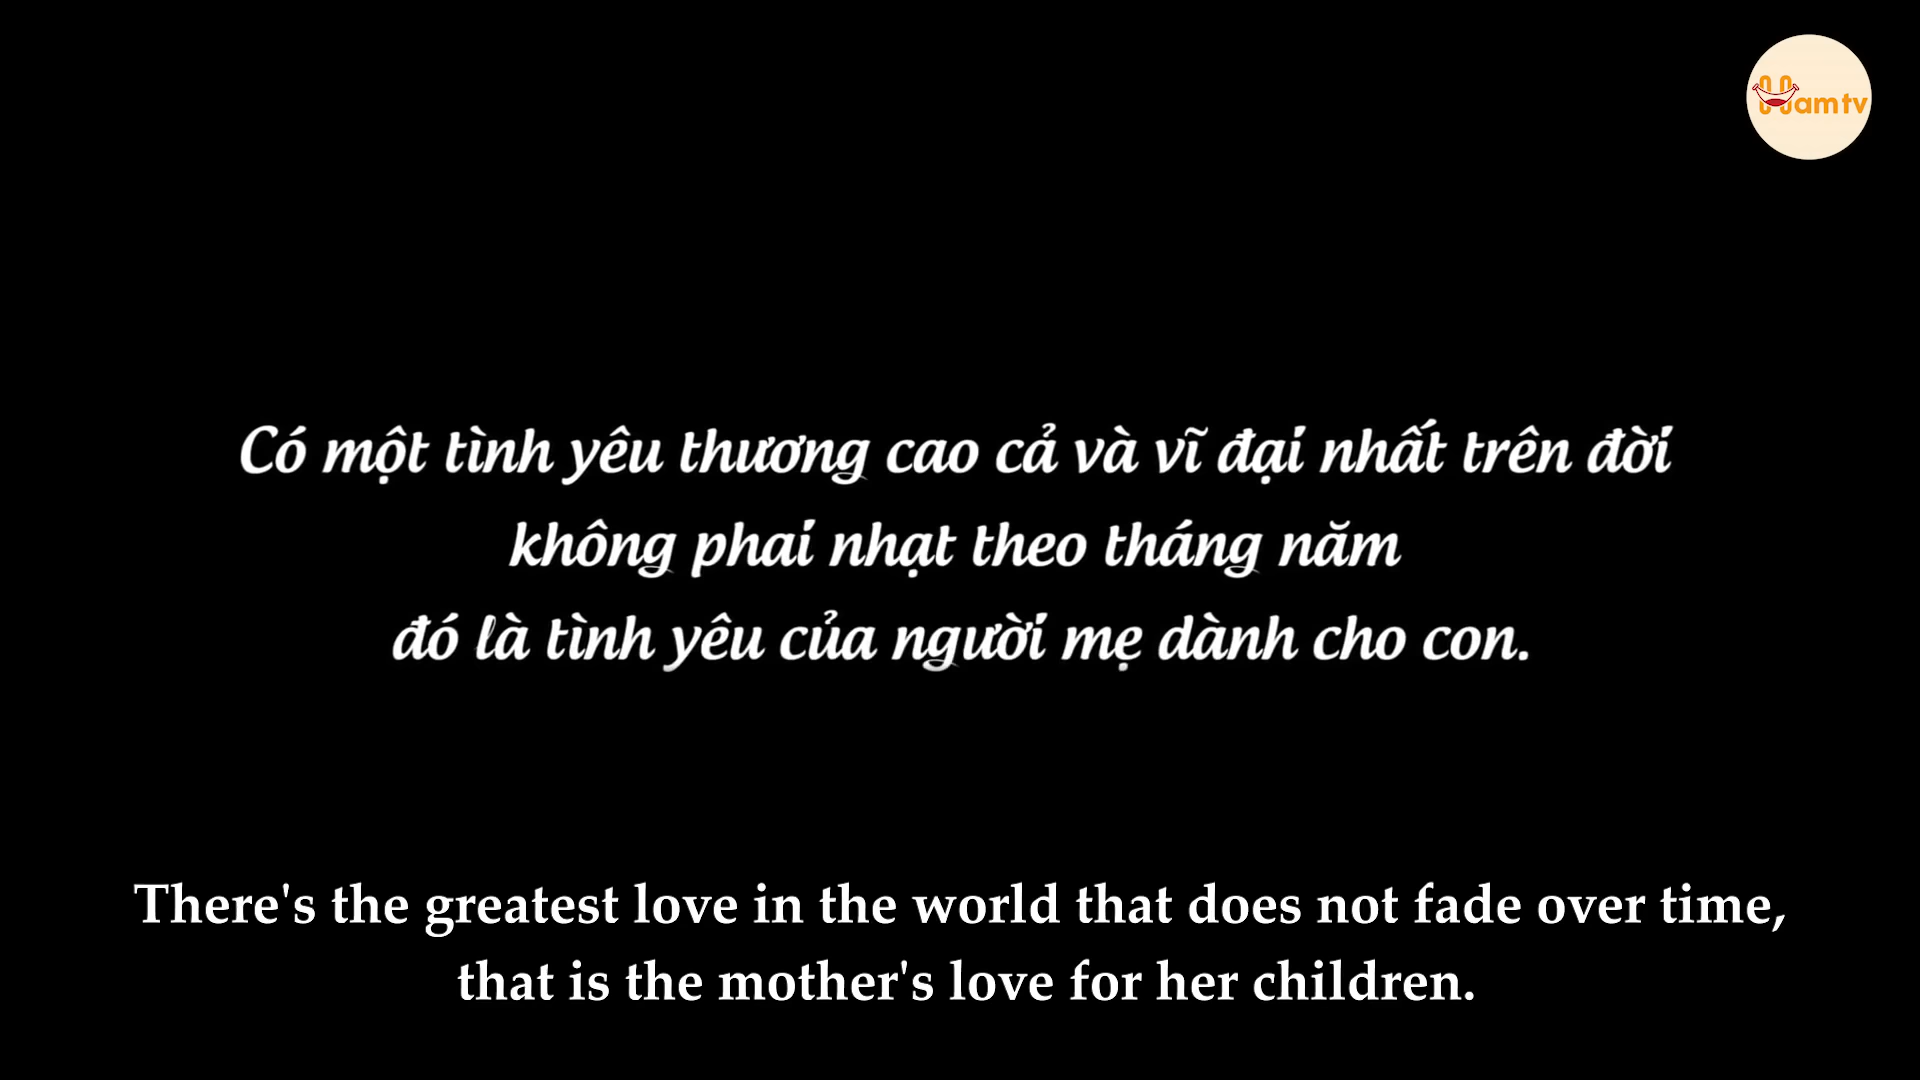 Hamtv
Có một tình yêu thương cao cả và vĩ đại nhất trên đời
không phai nhạt theo tháng năm
đó là tình yêu của người mẹ dành cho con.
There's the greatest love in the world that does not fade over time,
that is the mother's love for her children.